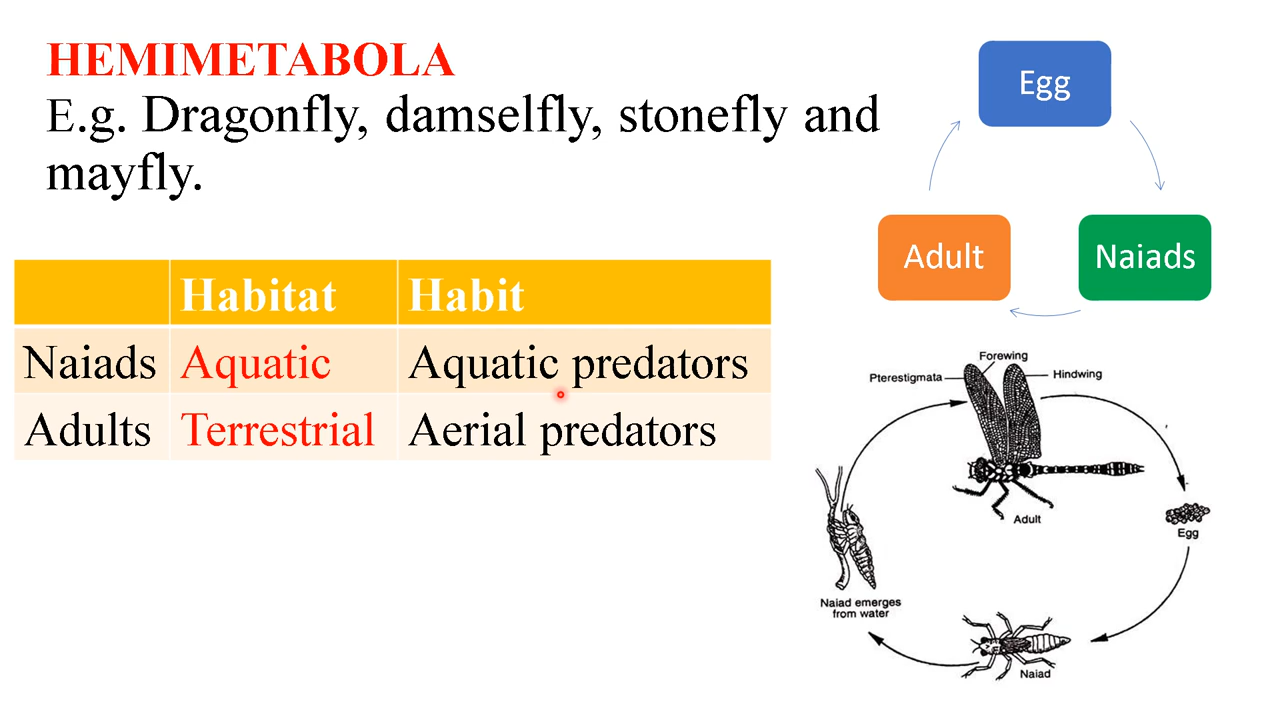 HEMIMETABOLA
E.g. Dragonfly, damselfly, stonefly and
mayfly.
Habitat Habit
Naiads Aquatic Aquatic predators
Adults Terrestrial Aerial predators
Egg
Adult Naiads
Forewing
Pterestigmata Hindwing
Adult
Egg
Naiad emerges
from water
Naiad